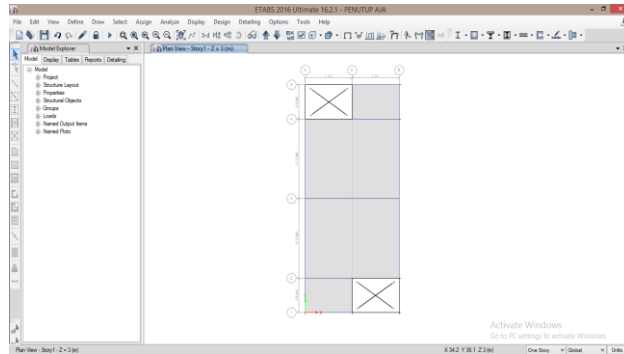 ETABS 2016 Ultimate 16.2.1 - PENUTUP AJA
File Edit View Define Draw Select Assign Analyze Display Design Detailing Options Tools Help
Model Explorer
Plan View - Story1 - Z = 3 (m)
Model Display Tables Reports Detailing
Model
Project
Structure Layout
Properties
Structural Objects
Groups
Loads
Named Output Items
Named Plots
Activate Windows
Go to PC settings to activate Windows.
Plan View - Story1 - Z = 3 (m)
X 34.2 Y 36.1 Z 3 (m)
One Story
Global
Units